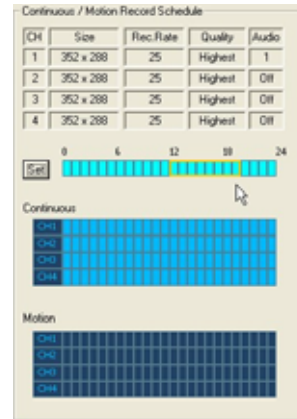 Continuous / Motion Record Schedule
CH Size Rec.Rate Quality Audio
1 352 x 288 25 Highest 1
2 352 x 288 25 Highest Off
3 352 x 288 25 Highest Off
4 352 x 288 25 Highest Off
0 6 12 18 24
Set
Continuous
CH1
CH2
CH3
CH4
Motion
CH1
CH2
CH3
CH4